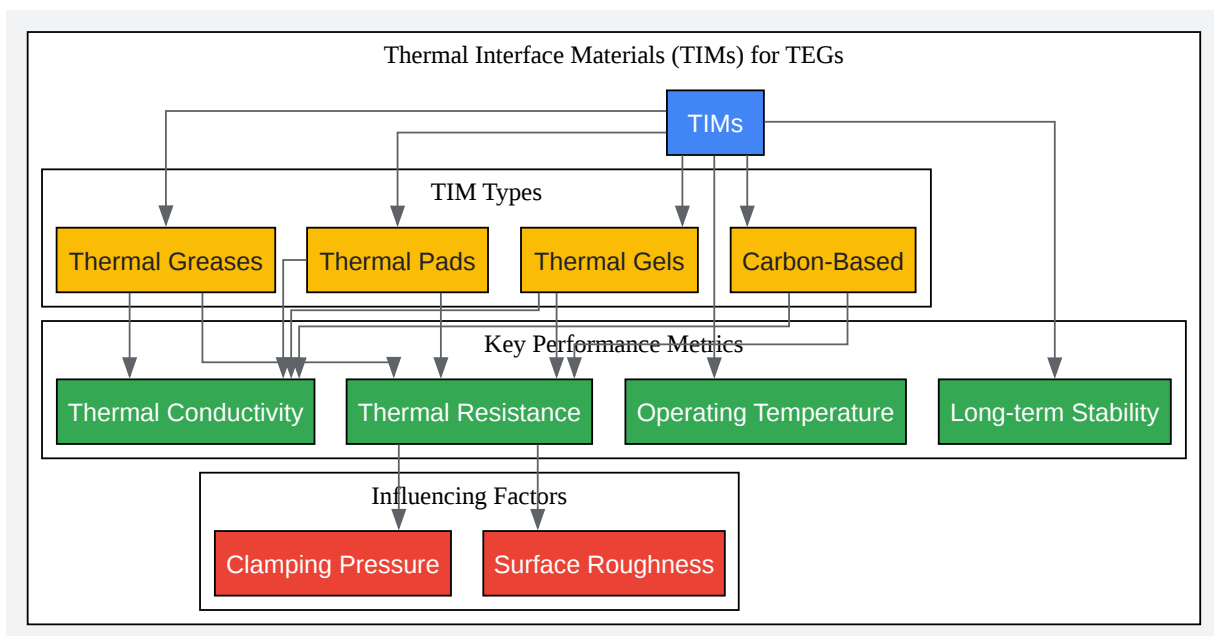 Thermal Interface Materials (TIMs) for TEGs
TIMs
TIM Types
Thermal Greases
Thermal Pads
Thermal Gels
Carbon-Based
Key Performance Metrics
Thermal Conductivity
Thermal Resistance
Operating Temperature
Long-term Stability
Influencing Factors
Clamping Pressure
Surface Roughness